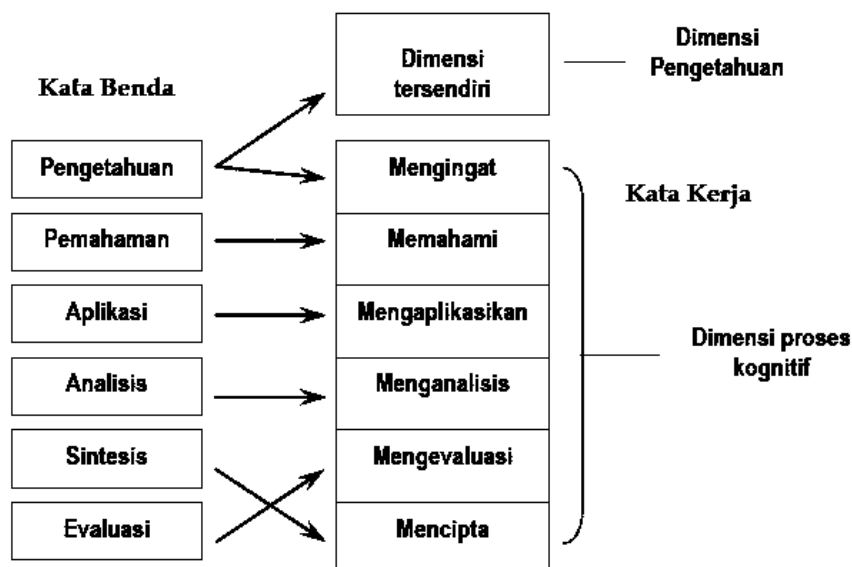 Dimensi
tersendiri
Dimensi
Pengetahuan
Kata Benda
Pengetahuan
Pemahaman
Aplikasi
Analisis
Sintesis
Evaluasi
Mengingat
Memahami
Mengaplikasikan
Menganalisis
Mengevaluasi
Mencipta
Kata Kerja
Dimensi proses
kognitif